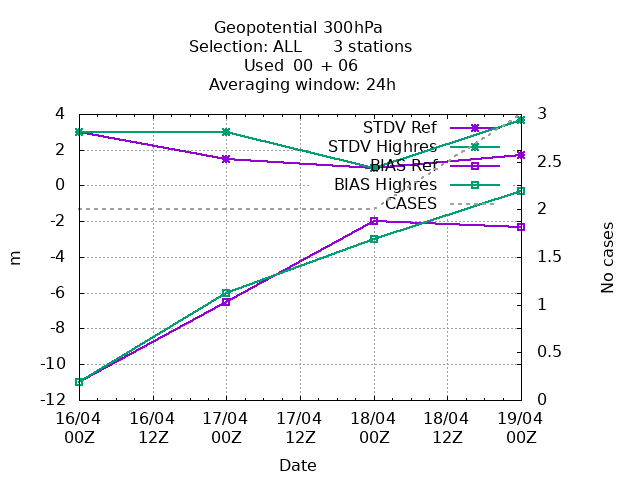 Geopotential 300hPa
Selection: ALL      3 stations
Used  00 + 06
Averaging window: 24h
4
2
0
-2
-4
-6
-8
-10
-12
m
3
2.5
2
1.5
1
0.5
0
No cases
STDV Ref
STDV Highres
BIAS Ref
BIAS Highres
CASES
16/04 16/04 17/04 17/04 18/04 18/04 19/04
00Z 12Z 00Z 12Z 00Z 12Z 00Z
Date